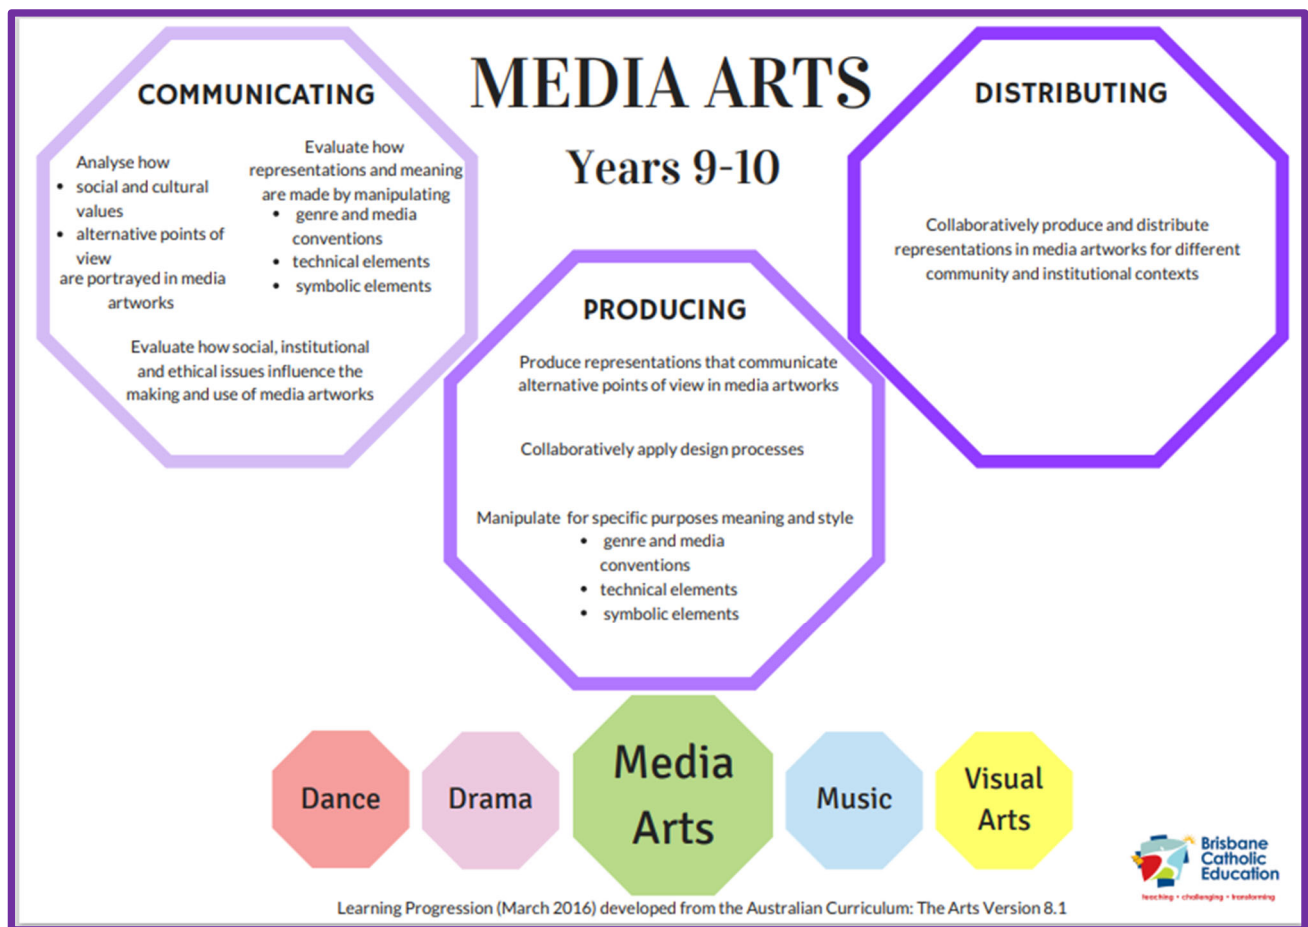 MEDIA ARTS
Years 9-10
COMMUNICATING
Analyse how
• social and cultural
values
• alternative points of
view
are portrayed in media
artworks
Evaluate how
representations and meaning
are made by manipulating
• genre and media
conventions
• technical elements
• symbolic elements
Evaluate how social, institutional
and ethical issues influence the
making and use of media artworks
PRODUCING
Produce representations that communicate
alternative points of view in media artworks
Collaboratively apply design processes
Manipulate for specific purposes meaning and style
• genre and media
conventions
• technical elements
• symbolic elements
DISTRIBUTING
Collaboratively produce and distribute
representations in media artworks for different
community and institutional contexts
Dance
Drama
Media
Arts
Music
Visual
Arts
Brisbane
Catholic
Education
teaching • challenging • transforming
Learning Progression (March 2016) developed from the Australian Curriculum: The Arts Version 8.1